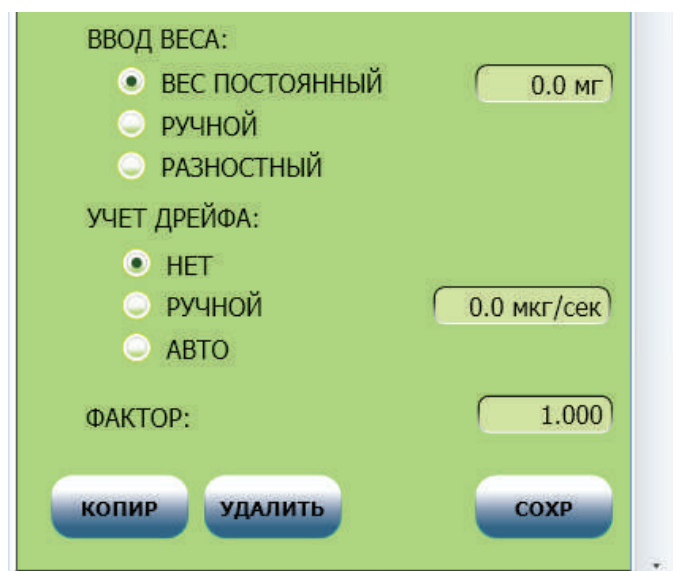 ВВОД ВЕСА:
ВЕС ПОСТОЯННЫЙ 0.0 мг
РУЧНОЙ
РАЗНОСТНЫЙ
УЧЕТ ДРЕЙФА:
НЕТ
РУЧНОЙ 0.0 мкг/сек
АВТО
ФАКТОР: 1.000
КОПИР УДАЛИТЬ СОХР